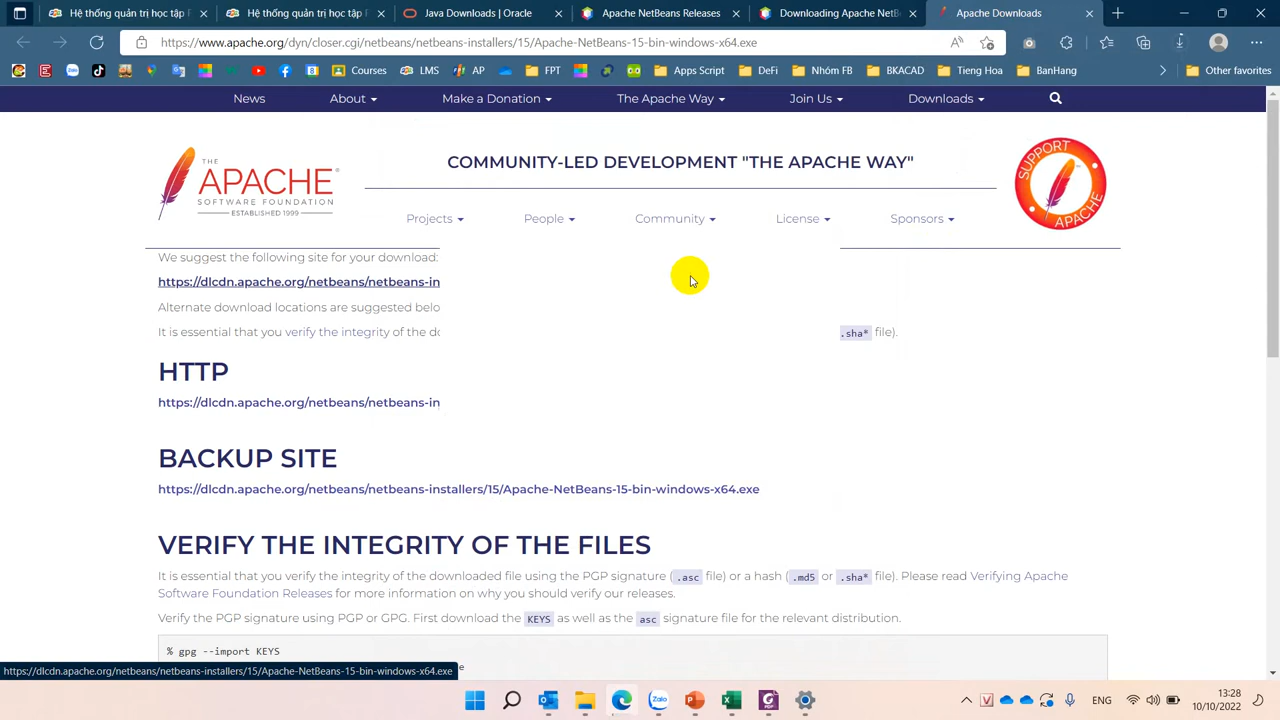 Hệ thống quản trị học tập F
Hệ thống quản trị học tập F
Java Downloads | Oracle
Apache NetBeans Releases
Downloading Apache NetB
Apache Downloads
https://www.apache.org/dyn/closer.cgi/netbeans/netbeans-installers/15/Apache-NetBeans-15-bin-windows-x64.exe
Courses
LMS
AP
FPT
Apps Script
DeFi
Nhóm FB
BKACAD
Tieng Hoa
BanHang
Other favorites
News
About
Make a Donation
The Apache Way
Join Us
Downloads
THE
APACHE
SOFTWARE FOUNDATION
ESTABLISHED 1999
COMMUNITY-LED DEVELOPMENT "THE APACHE WAY"
SUPPORT
APACHE
Projects
People
Community
License
Sponsors
We suggest the following site for your download:
https://dlcdn.apache.org/netbeans/netbeans-in
Alternate download locations are suggested belo
It is essential that you verify the integrity of the do
.sha* file).
HTTP
https://dlcdn.apache.org/netbeans/netbeans-in
BACKUP SITE
https://dlcdn.apache.org/netbeans/netbeans-installers/15/Apache-NetBeans-15-bin-windows-x64.exe
VERIFY THE INTEGRITY OF THE FILES
It is essential that you verify the integrity of the downloaded file using the PGP signature (.asc file) or a hash (.md5 or .sha* file). Please read Verifying Apache
Software Foundation Releases for more information on why you should verify our releases.
Verify the PGP signature using PGP or GPG. First download the KEYS as well as the asc signature file for the relevant distribution.
% gpg --import KEYS
https://dlcdn.apache.org/netbeans/netbeans-installers/15/Apache-NetBeans-15-bin-windows-x64.exe
ENG
13:28
10/10/2022